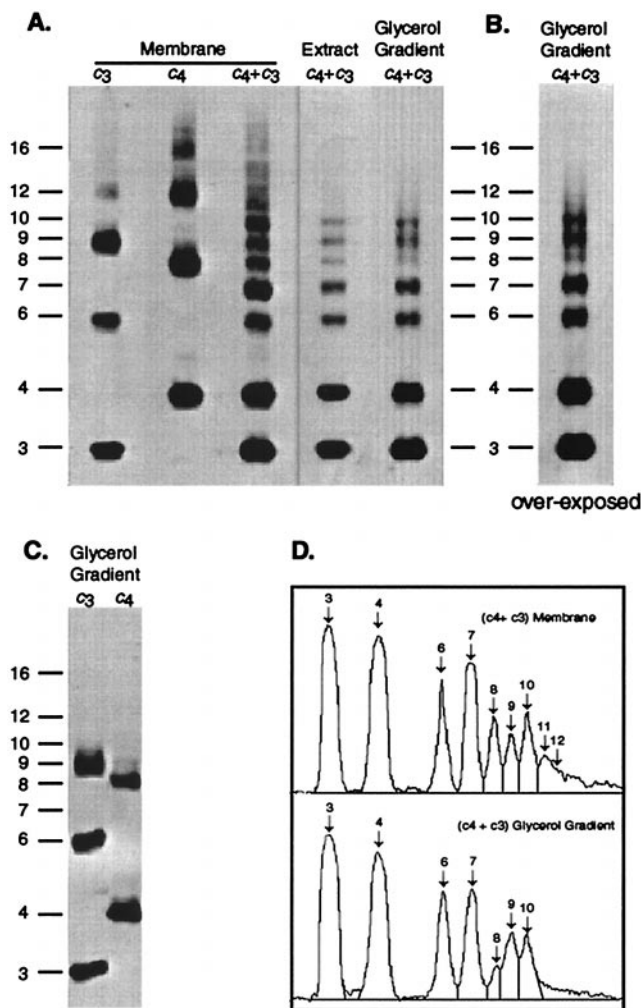 A.
Membrane
c3 c4 c4+c3
Extract
c4+c3
Glycerol
Gradient
c4+c3
16
12
10
9
8
7
6
4
3
B.
Glycerol
Gradient
c4+c3
16
12
10
9
8
7
6
4
3
over-exposed
C.
Glycerol
Gradient
c3 c4
16
12
10
9
8
7
6
4
3
D.
(c4+ c3) Membrane
3
4
6
7
8
9
10
11
12
(c4 + c3) Glycerol Gradient
3
4
6
7
8
9
10